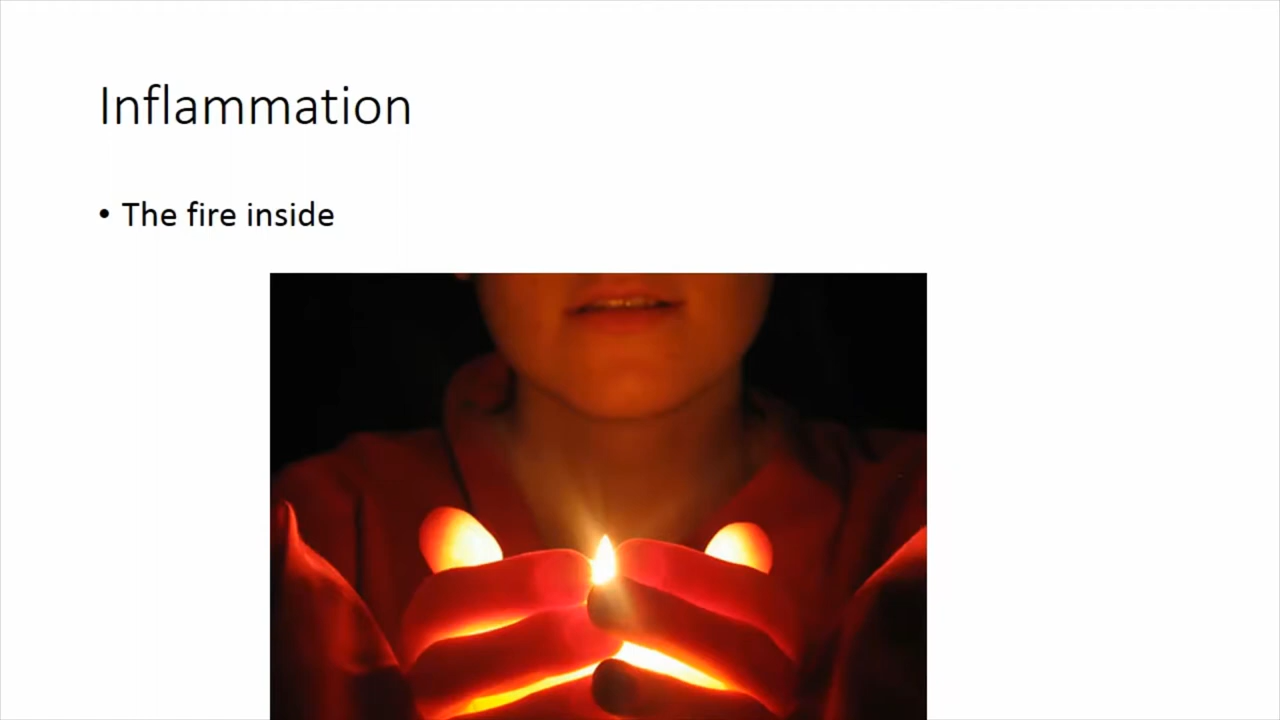 Inflammation
• The fire inside